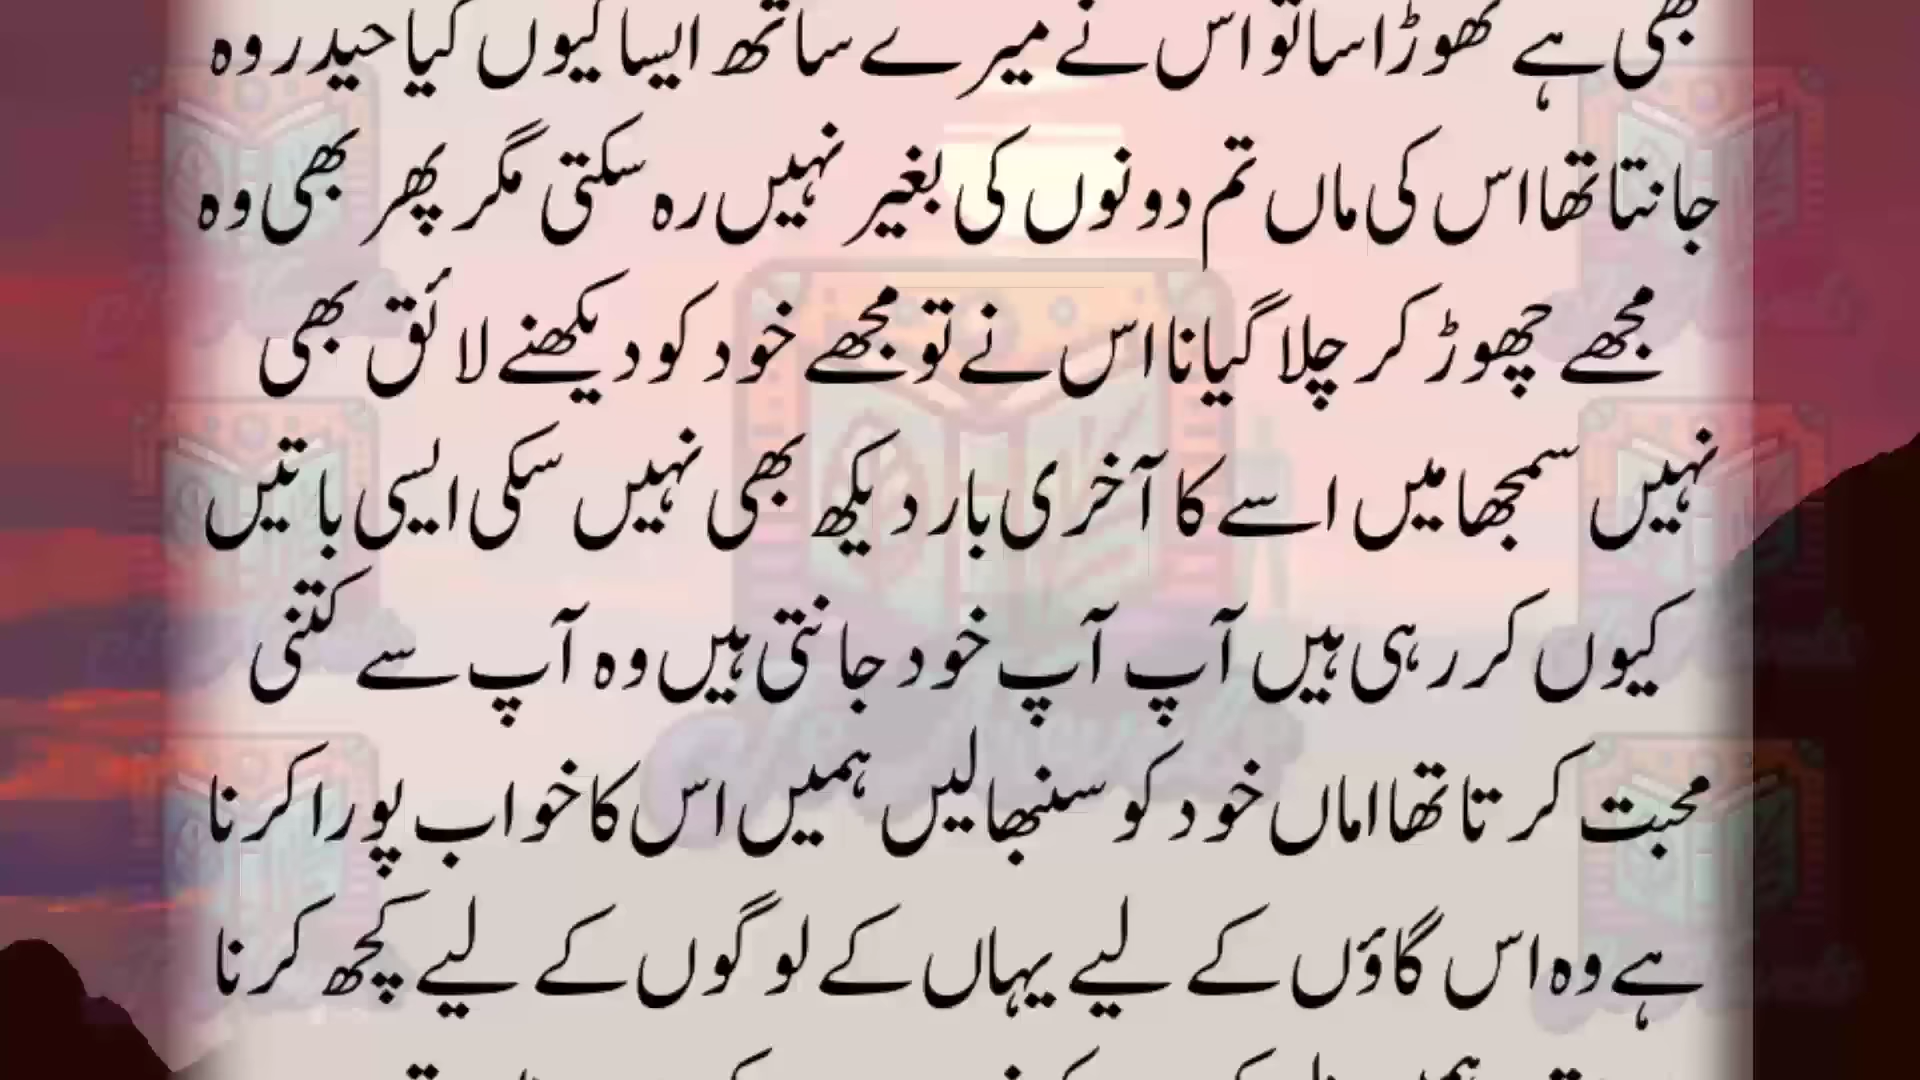 بھی ہے تھوڑا سا تو اس نے میرے ساتھ ایسا کیوں کیا حیدر وہ
جانتا تھا اس کی ماں تم دونوں کی بغیر نہیں رہ سکتی مگر پھر بھی وہ
مجھے چھوڑ کر چلا گیا نا اس نے تو مجھے خود کو دیکھنے لائق بھی
نہیں سمجھا میں اسے کا آخری بار دیکھ بھی نہیں سکی ایسی باتیں
کیوں کر رہی ہیں آپ آپ خود جانتی ہیں وہ آپ سے کتنی
محبت کرتا تھا اماں خود کو سنبھالیں ہمیں اس کا خواب پورا کرنا
ہے وہ اس گاؤں کے لیے یہاں کے لوگوں کے لیے کچھ کرنا